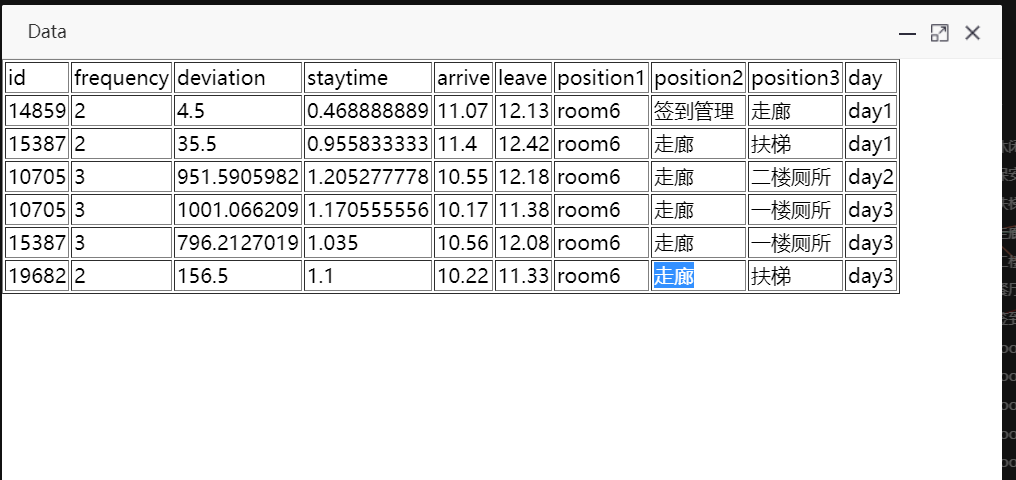 Data
id frequency deviation staytime arrive leave position1 position2 position3 day
14859 2 4.5 0.468888889 11.07 12.13 room6 签到管理 走廊 day1
15387 2 35.5 0.955833333 11.4 12.42 room6 走廊 扶梯 day1
10705 3 951.5905982 1.205277778 10.55 12.18 room6 走廊 二楼厕所 day2
10705 3 1001.066209 1.170555556 10.17 11.38 room6 走廊 一楼厕所 day3
15387 3 796.2127019 1.035 10.56 12.08 room6 走廊 一楼厕所 day3
19682 2 156.5 1.1 10.22 11.33 room6 走廊 扶梯 day3